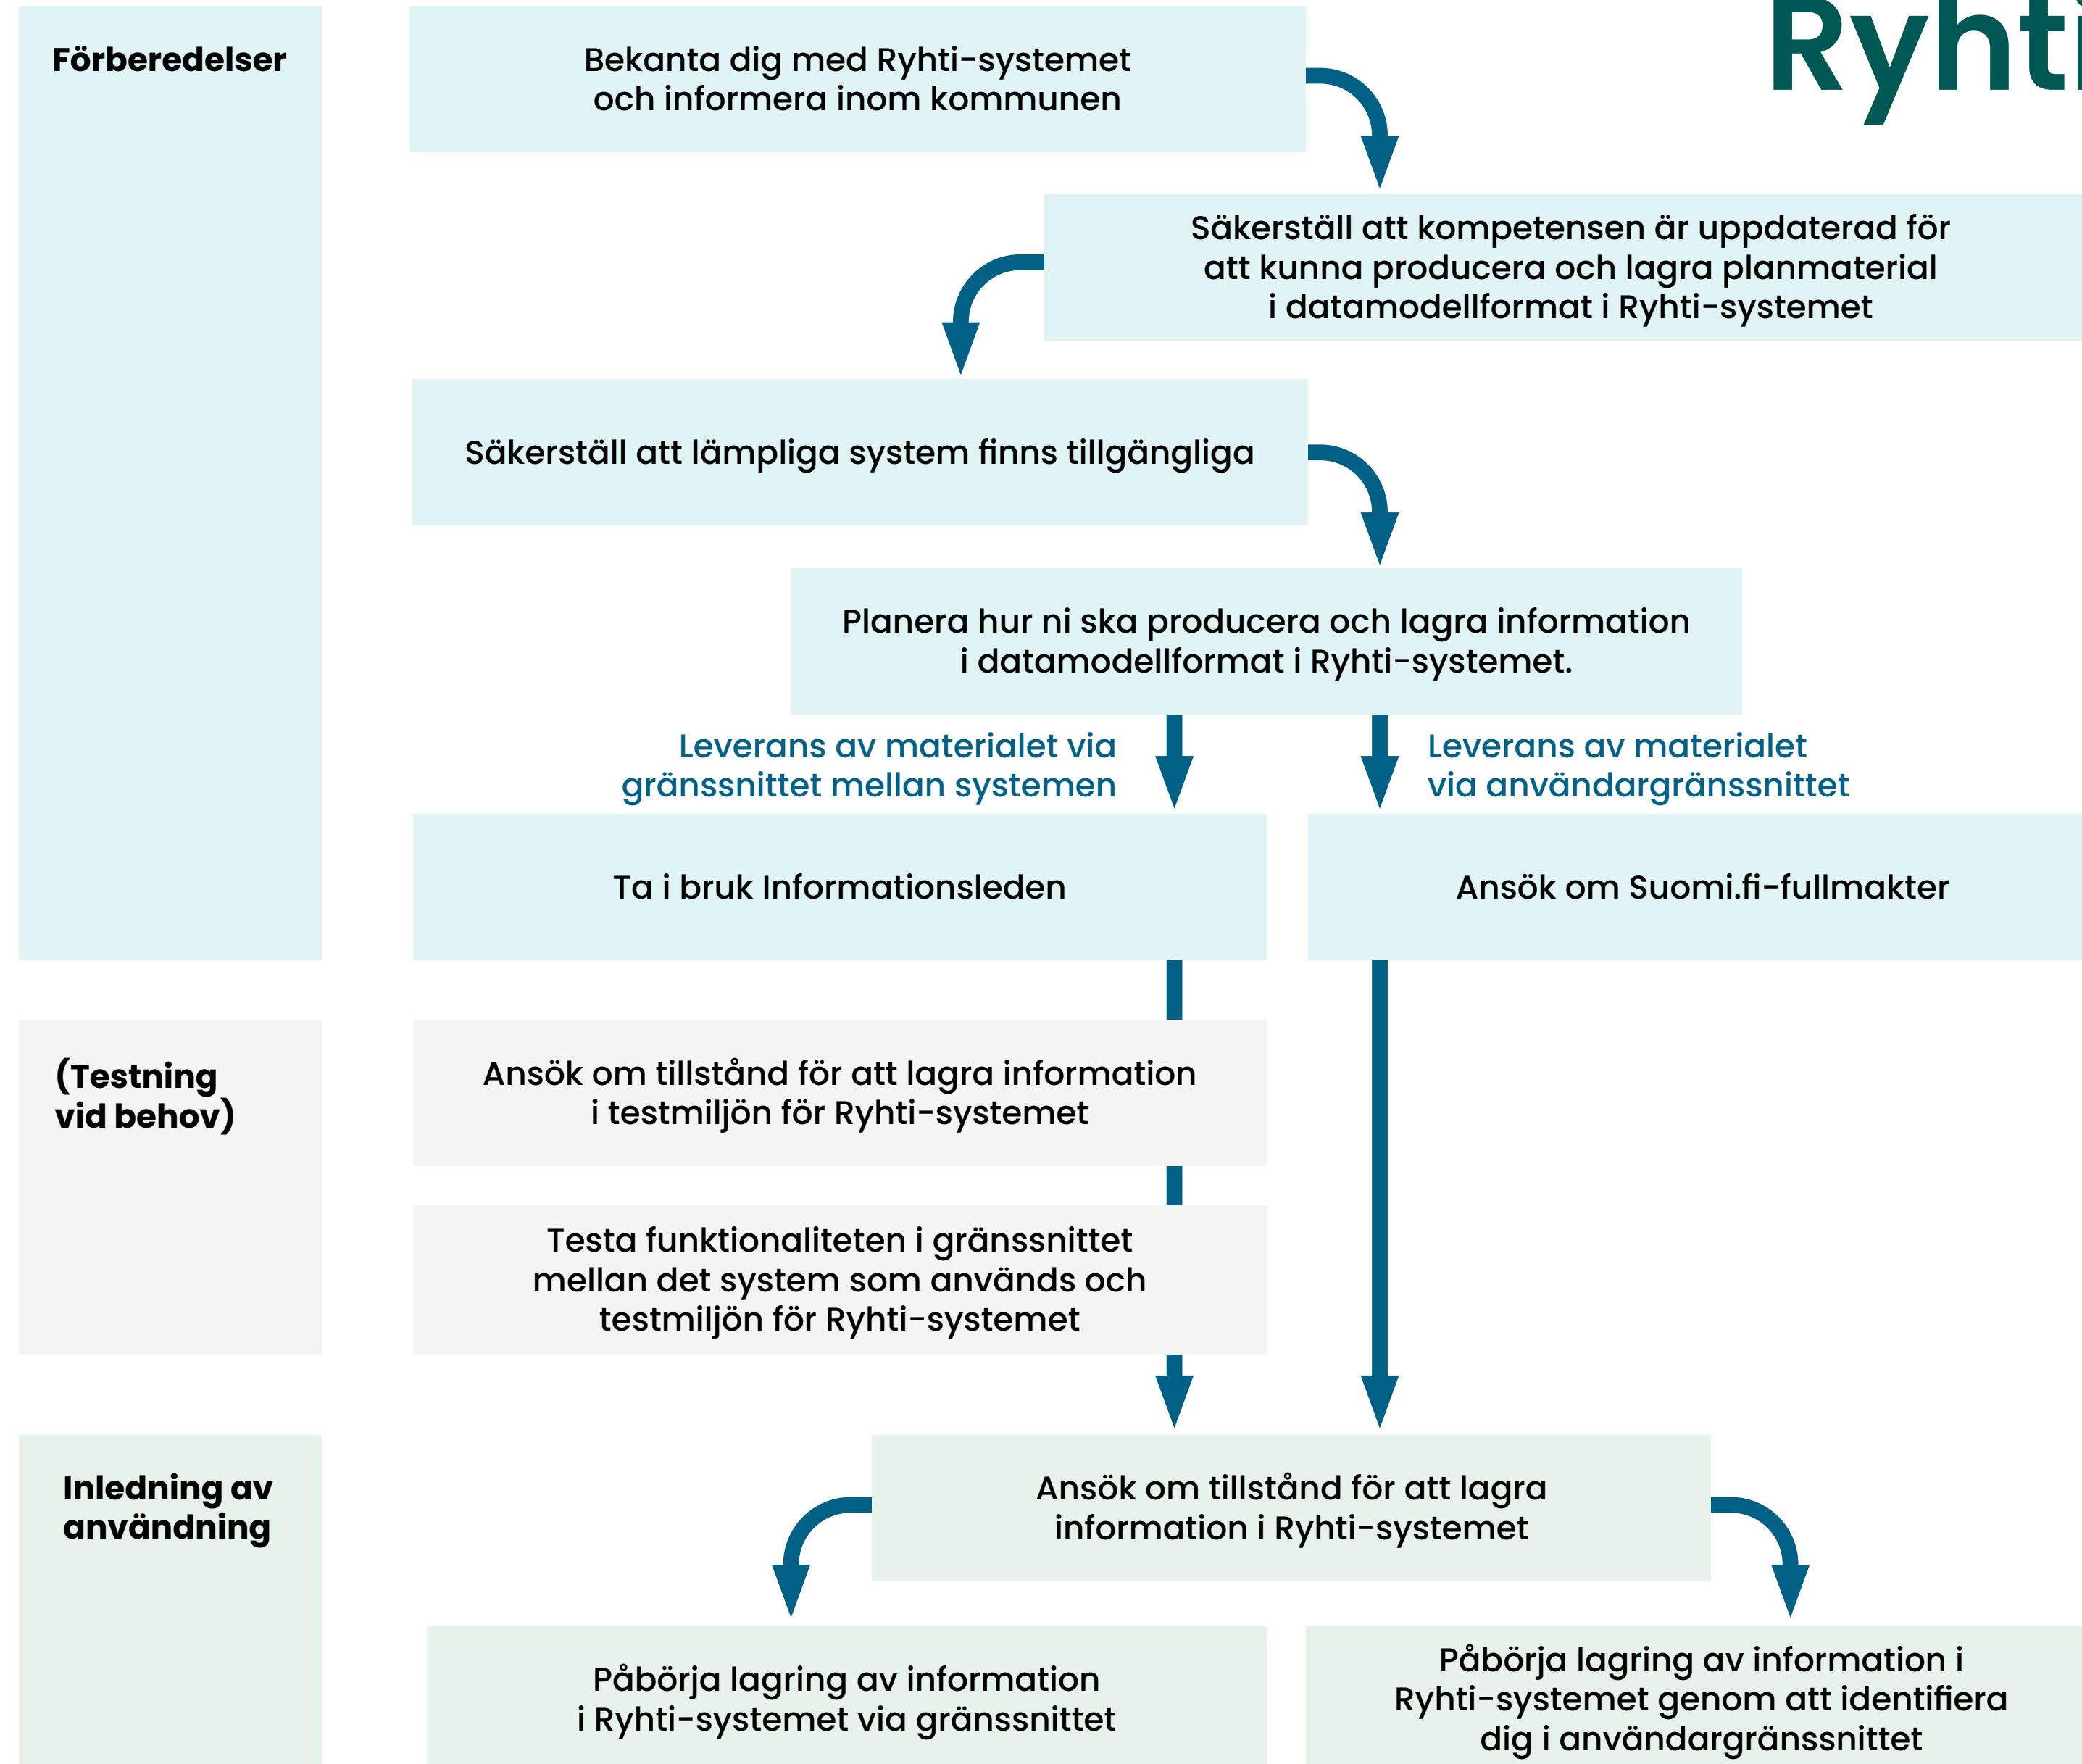 Ryhti
Förberedelser
Bekanta dig med Ryhti-systemet
och informera inom kommunen
Säkerställ att kompetensen är uppdaterad för
att kunna producera och lagra planmaterial
i datamodellformat i Ryhti-systemet
Säkerställ att lämpliga system finns tillgängliga
Planera hur ni ska producera och lagra information
i datamodellformat i Ryhti-systemet.
Leverans av materialet via
gränssnittet mellan systemen
Leverans av materialet
via användargränssnittet
Ta i bruk Informationsleden
Ansök om Suomi.fi-fullmakter
(Testning
vid behov)
Ansök om tillstånd för att lagra information
i testmiljön för Ryhti-systemet
Testa funktionaliteten i gränssnittet
mellan det system som används och
testmiljön för Ryhti-systemet
Inledning av
användning
Ansök om tillstånd för att lagra
information i Ryhti-systemet
Påbörja lagring av information
i Ryhti-systemet via gränssnittet
Påbörja lagring av information i
Ryhti-systemet genom att identifiera
dig i användargränssnittet